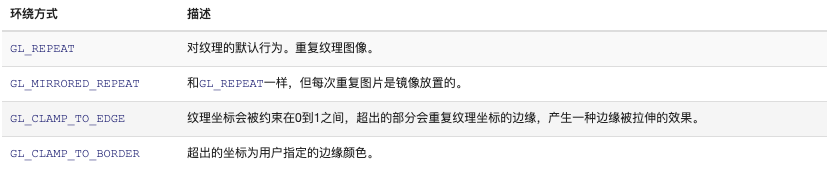 环绕方式 描述
GL_REPEAT 对纹理的默认行为。重复纹理图像。
GL_MIRRORED_REPEAT 和GL_REPEAT一样，但每次重复图片是镜像放置的。
GL_CLAMP_TO_EDGE 纹理坐标会被约束在0到1之间，超出的部分会重复纹理坐标的边缘，产生一种边缘被拉伸的效果。
GL_CLAMP_TO_BORDER 超出的坐标为用户指定的边缘颜色。